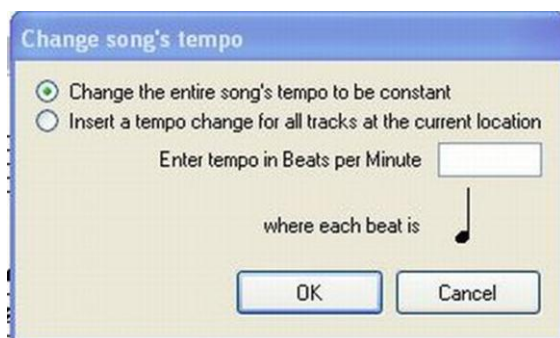 Change song's tempo
Change the entire song's tempo to be constant
Insert a tempo change for all tracks at the current location
Enter tempo in Beats per Minute
where each beat is
OK
Cancel